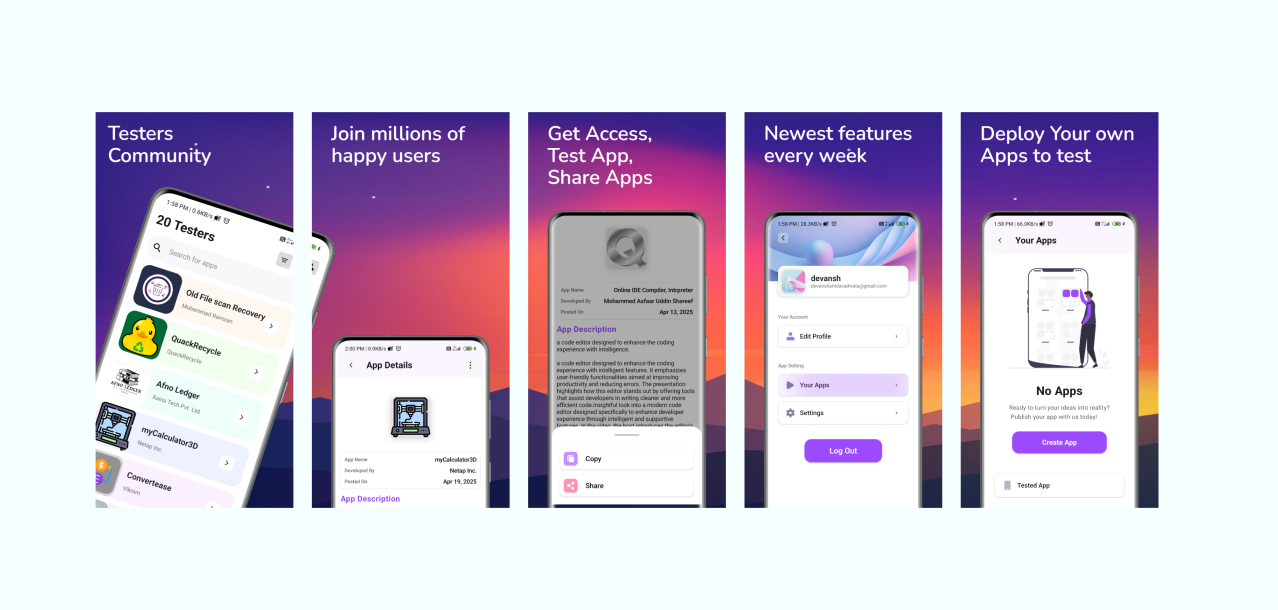 Testers
Community
1:58 PM | 0.6KB/s
20 Testers
Search for apps
Old File scan Recovery
Muhammed Ramzan
QuackRecycle
QuackRecycle
AFNO LEDGER
Afno Ledger
Xeina Tech Pvt. Ltd.
myCalculator3D
Netap Inc.
Convertease
Vikram
Join millions of
happy users
2:00 PM | 0.0KB/s
App Details
App Name
myCalculator3D
Developed By
Netap Inc.
Posted On
Apr 19, 2025
App Description
Get Access,
Test App,
Share Apps
App Name
Online IDE Compiler, Intrpreter
Developed By
Mohammed Asfaar Uddin Shareef
Posted On
Apr 13, 2025
App Description
a code editor designed to enhance the coding
experience with intelligence.
a code editor designed to enhance the coding
experience with intelligent features. It emphasizes
user-friendly functionalities aimed at improving
productivity and reducing errors. The presentation
highlights how this editor stands out by offering tools
that assist developers in writing cleaner and more
efficient code.insightful look into a modern code
editor designed specifically to enhance developer
experience through intelligent and supportive
features. In the video, the host introduces the editor's
Copy
Share
Newest features
every week
1:58 PM | 28.3KB/s
devansh
Your Account
Edit Profile
App Setting
Your Apps
Settings
Log Out
Deploy Your own
Apps to test
1:58 PM | 66.9KB/s
Your Apps
No Apps
Ready to turn your ideas into reality?
Publish your app with us today!
Create App
Tested App